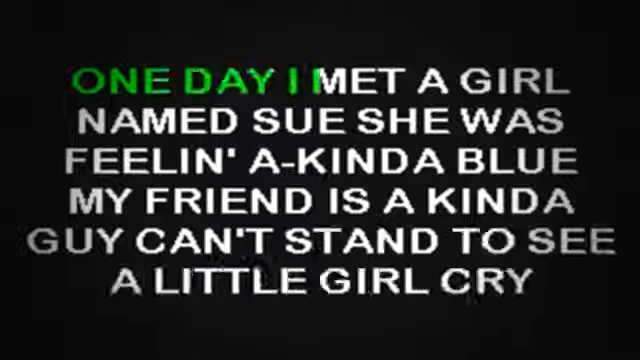 ONE DAY I MET A GIRL
NAMED SUE SHE WAS
FEELIN' A-KINDA BLUE
MY FRIEND IS A KINDA
GUY CAN'T STAND TO SEE
A LITTLE GIRL CRY